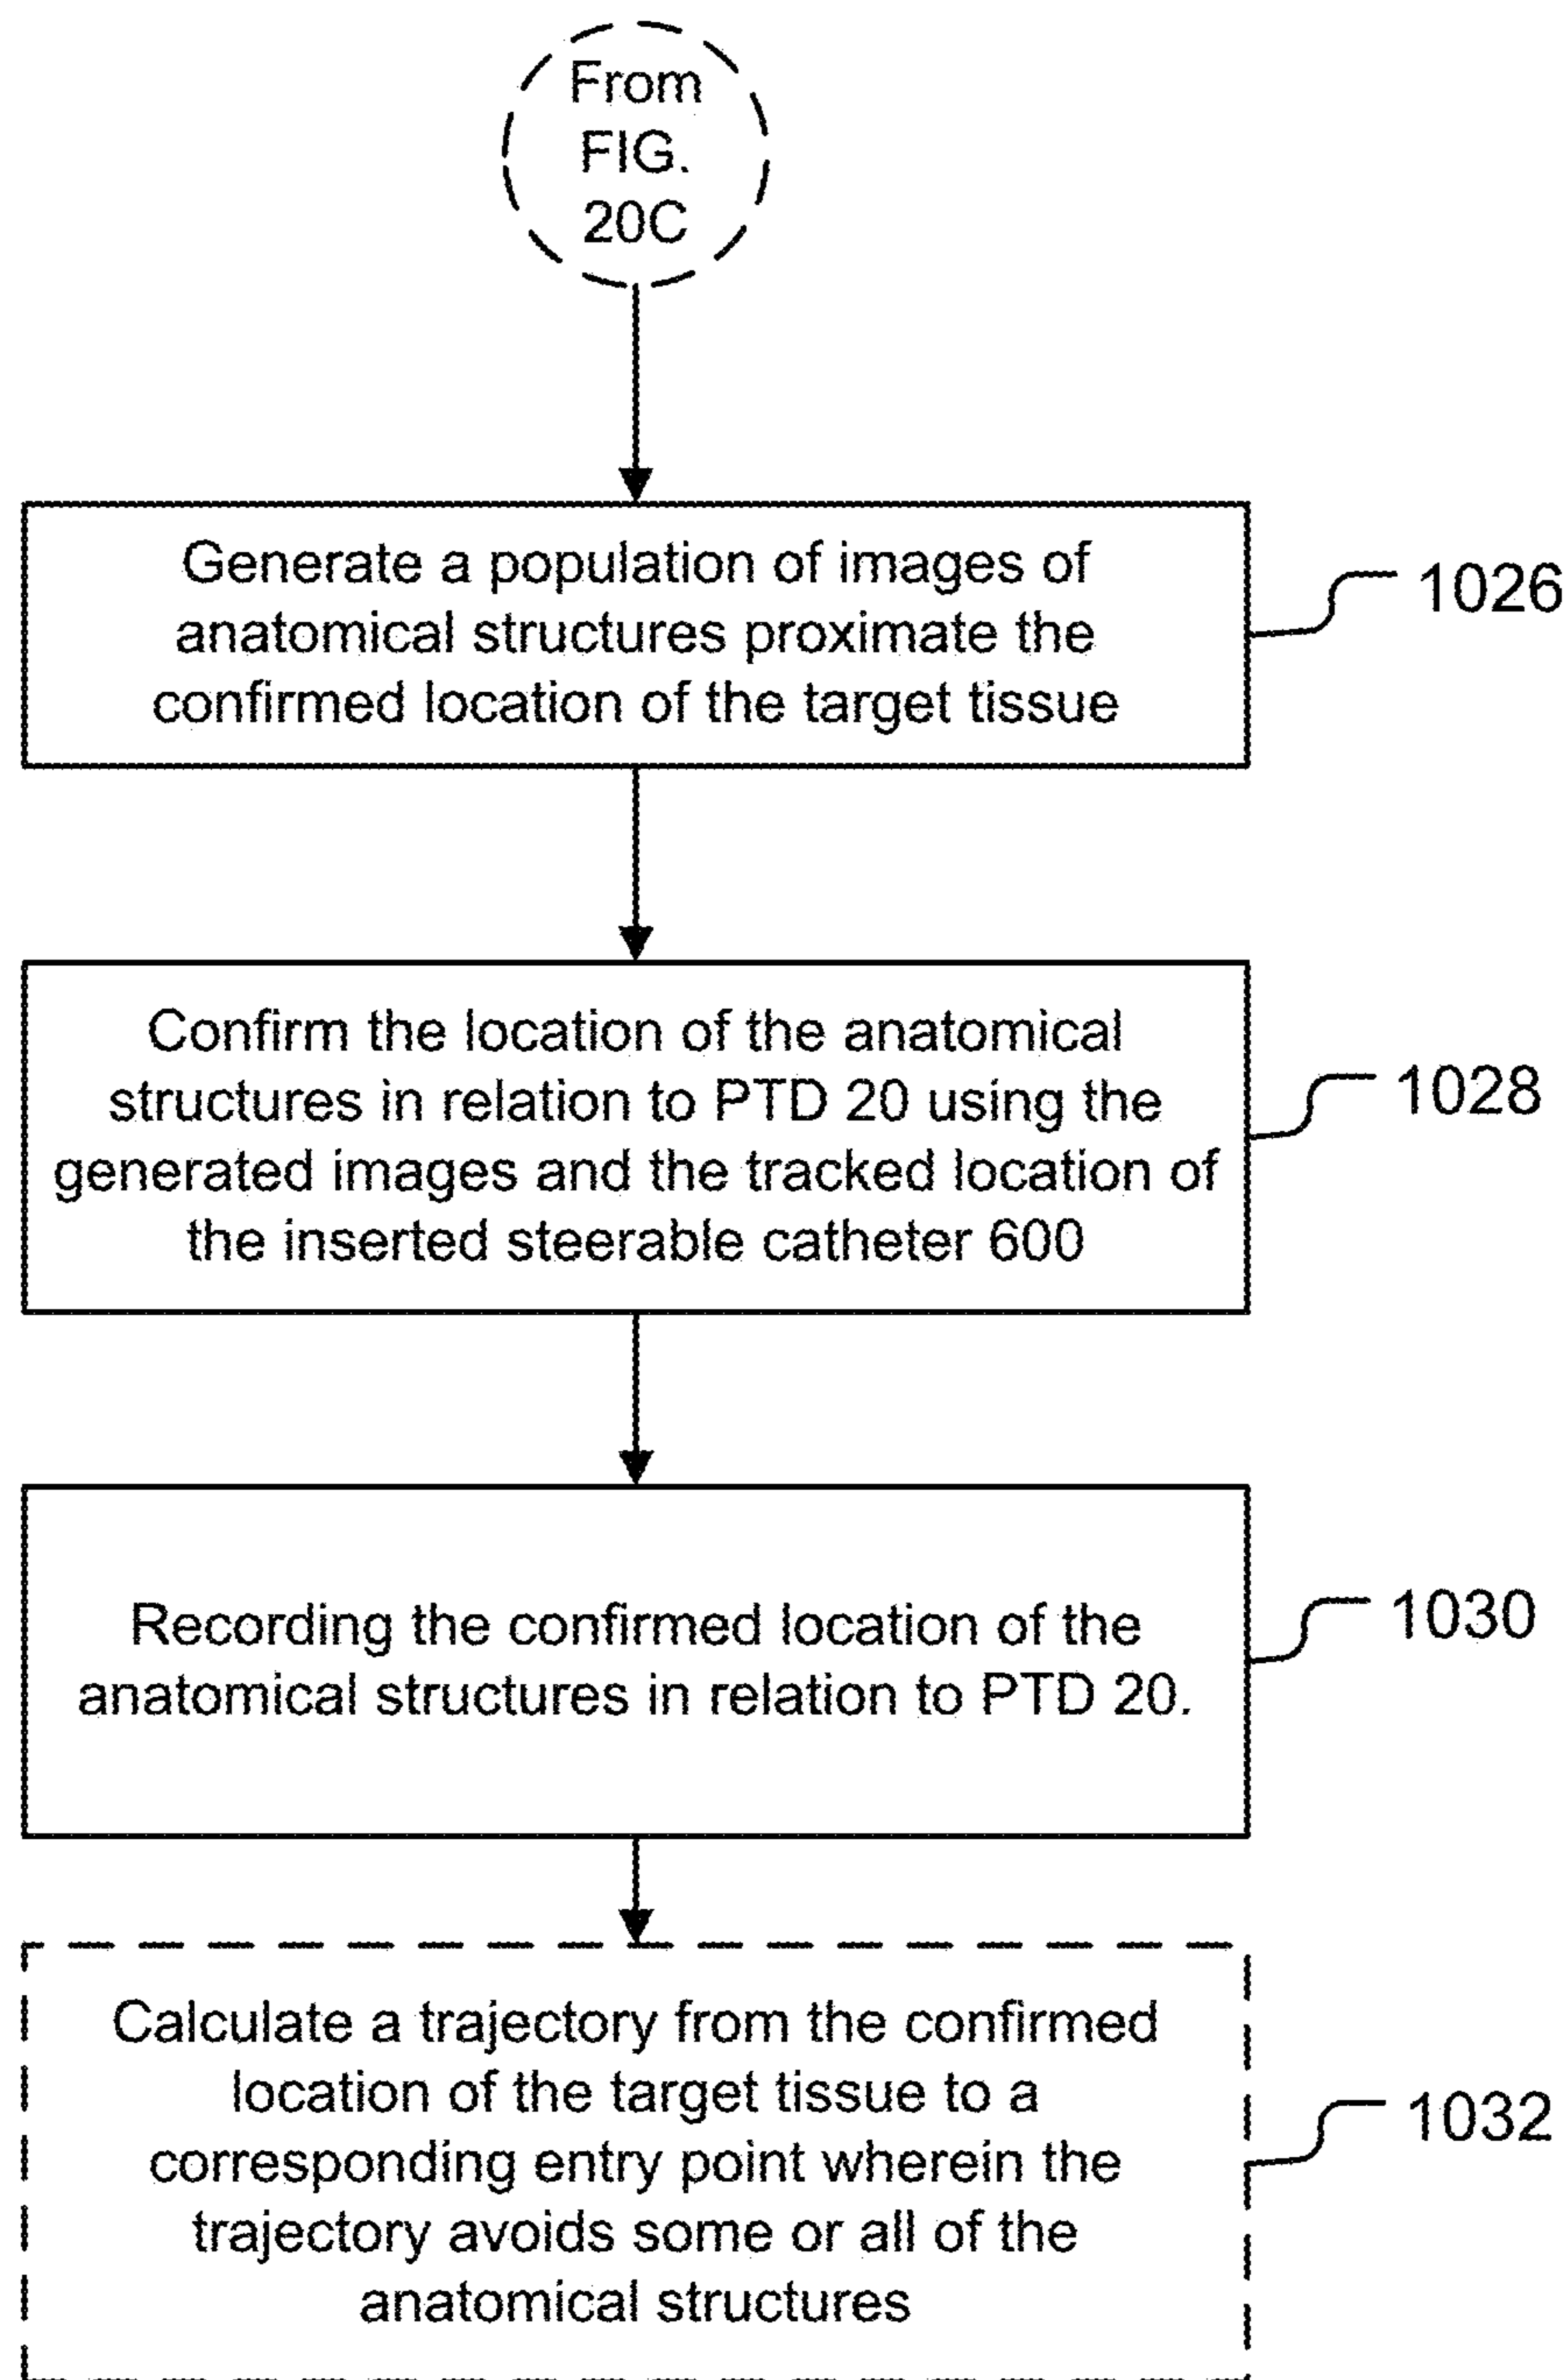 From
FIG.
20C
Generate a population of images of
anatomical structures proximate the
confirmed location of the target tissue
1026
Confirm the location of the anatomical
structures in relation to PTD 20 using the
generated images and the tracked location of
the inserted steerable catheter 600
1028
Recording the confirmed location of the
anatomical structures in relation to PTD 20.
1030
Calculate a trajectory from the confirmed
location of the target tissue to a
corresponding entry point wherein the
trajectory avoids some or all of the
anatomical structures
1032